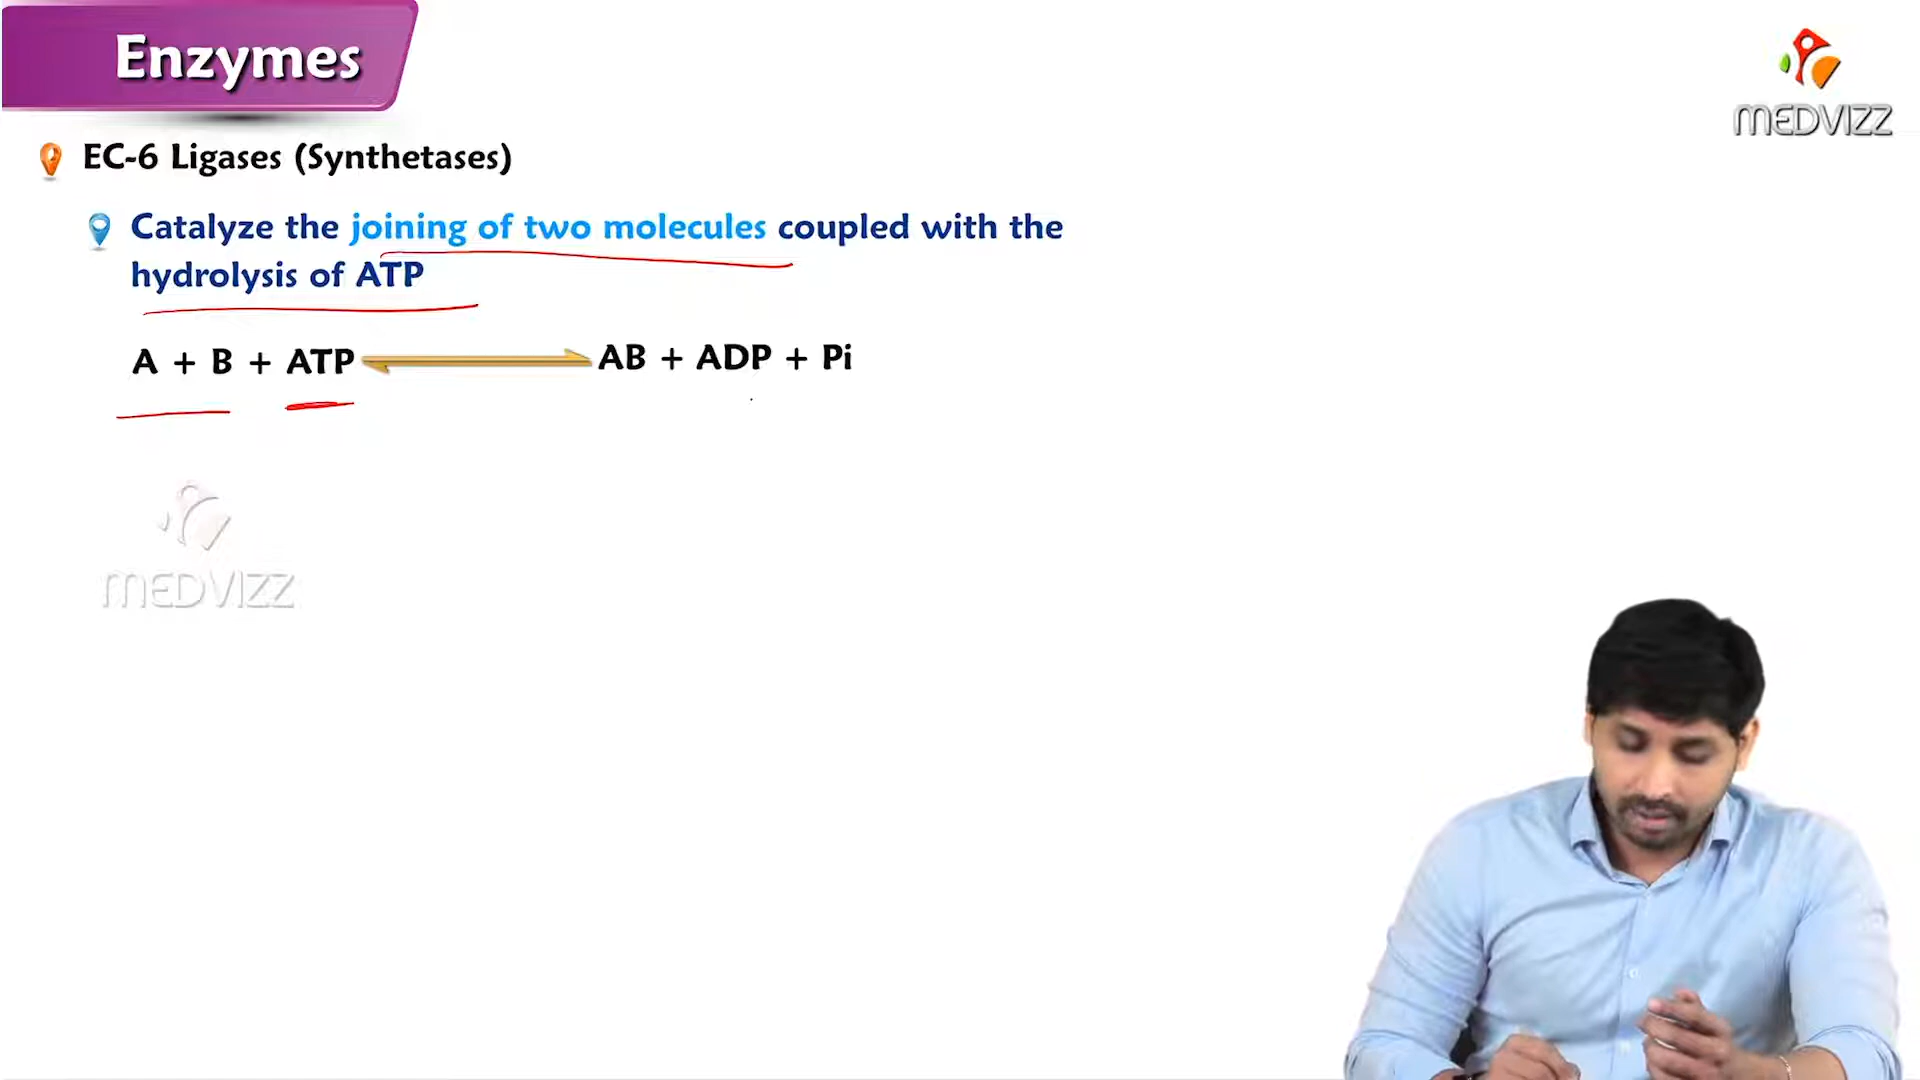 Enzymes
MEDVIZZ
EC-6 Ligases (Synthetases)
Catalyze the joining of two molecules coupled with the
hydrolysis of ATP
A + B + ATP ⇌ AB + ADP + Pi
MEDVIZZ